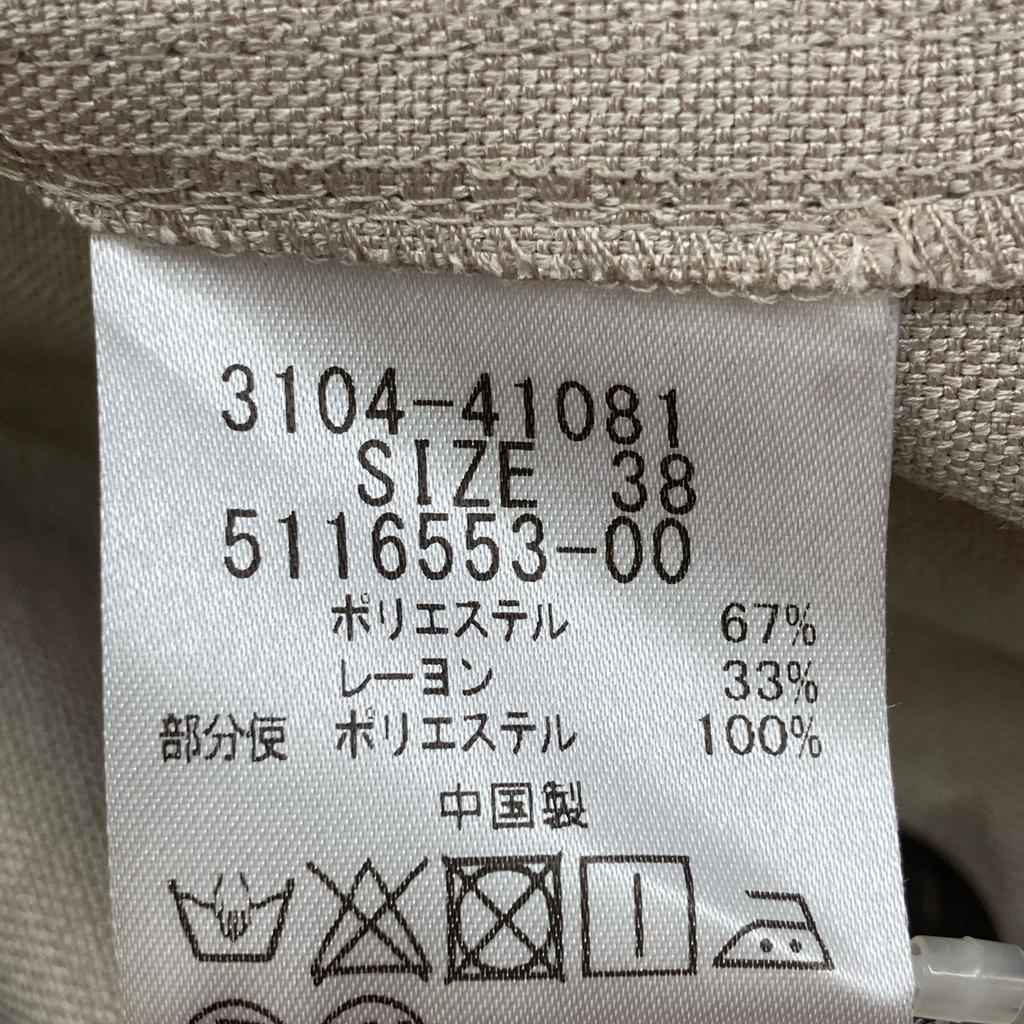 3104-41081
SIZE 38
5116553-00
ポリエステル 67%
レーヨン 33%
部分使 ポリエステル 100%
中国製